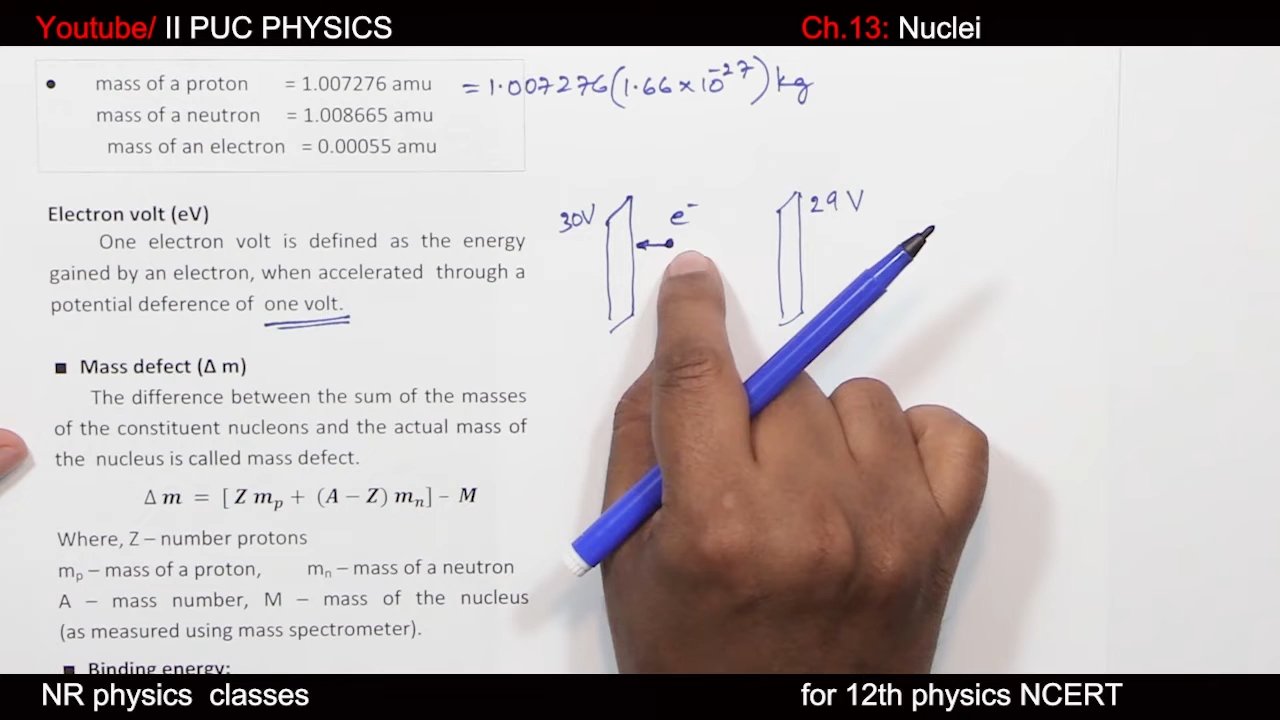 Youtube/ II PUC PHYSICS
Ch.13: Nuclei
• mass of a proton = 1.007276 amu = 1.007276(1.66×10⁻²⁷) kg
mass of a neutron = 1.008665 amu
mass of an electron = 0.00055 amu
30V e⁻ 29 V
Electron volt (eV)
One electron volt is defined as the energy
gained by an electron, when accelerated through a
potential deference of one volt.
■ Mass defect (Δ m)
The difference between the sum of the masses
of the constituent nucleons and the actual mass of
the nucleus is called mass defect.
Δ m = [ Z mₚ + (A – Z) mₙ] – M
Where, Z – number protons
mₚ – mass of a proton, mₙ – mass of a neutron
A – mass number, M – mass of the nucleus
(as measured using mass spectrometer).
■ Binding energy:
NR physics classes
for 12th physics NCERT